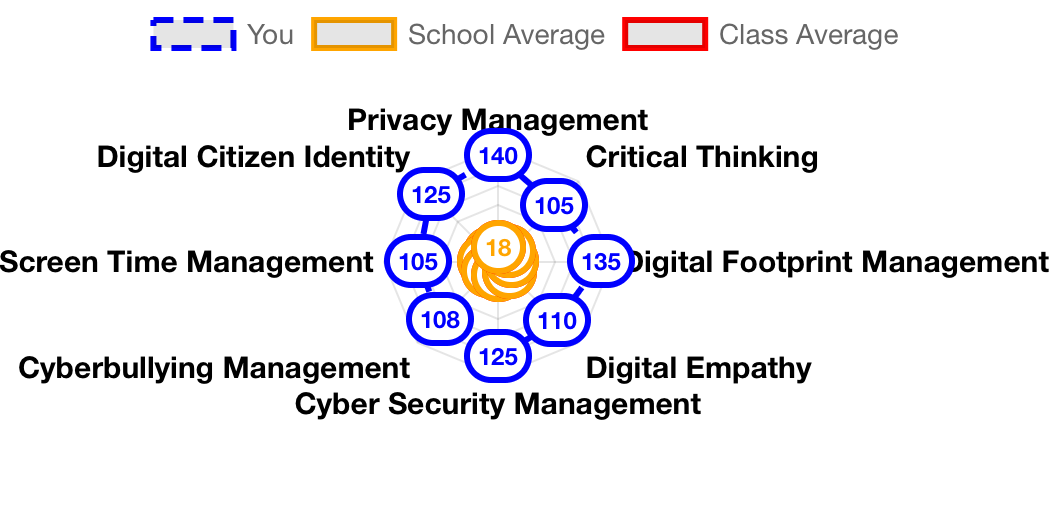 You School Average Class Average
Privacy Management
Digital Citizen Identity Critical Thinking
140
125
105
18
Screen Time Management 105 135 Digital Footprint Management
108 110
125
Cyberbullying Management Digital Empathy
Cyber Security Management